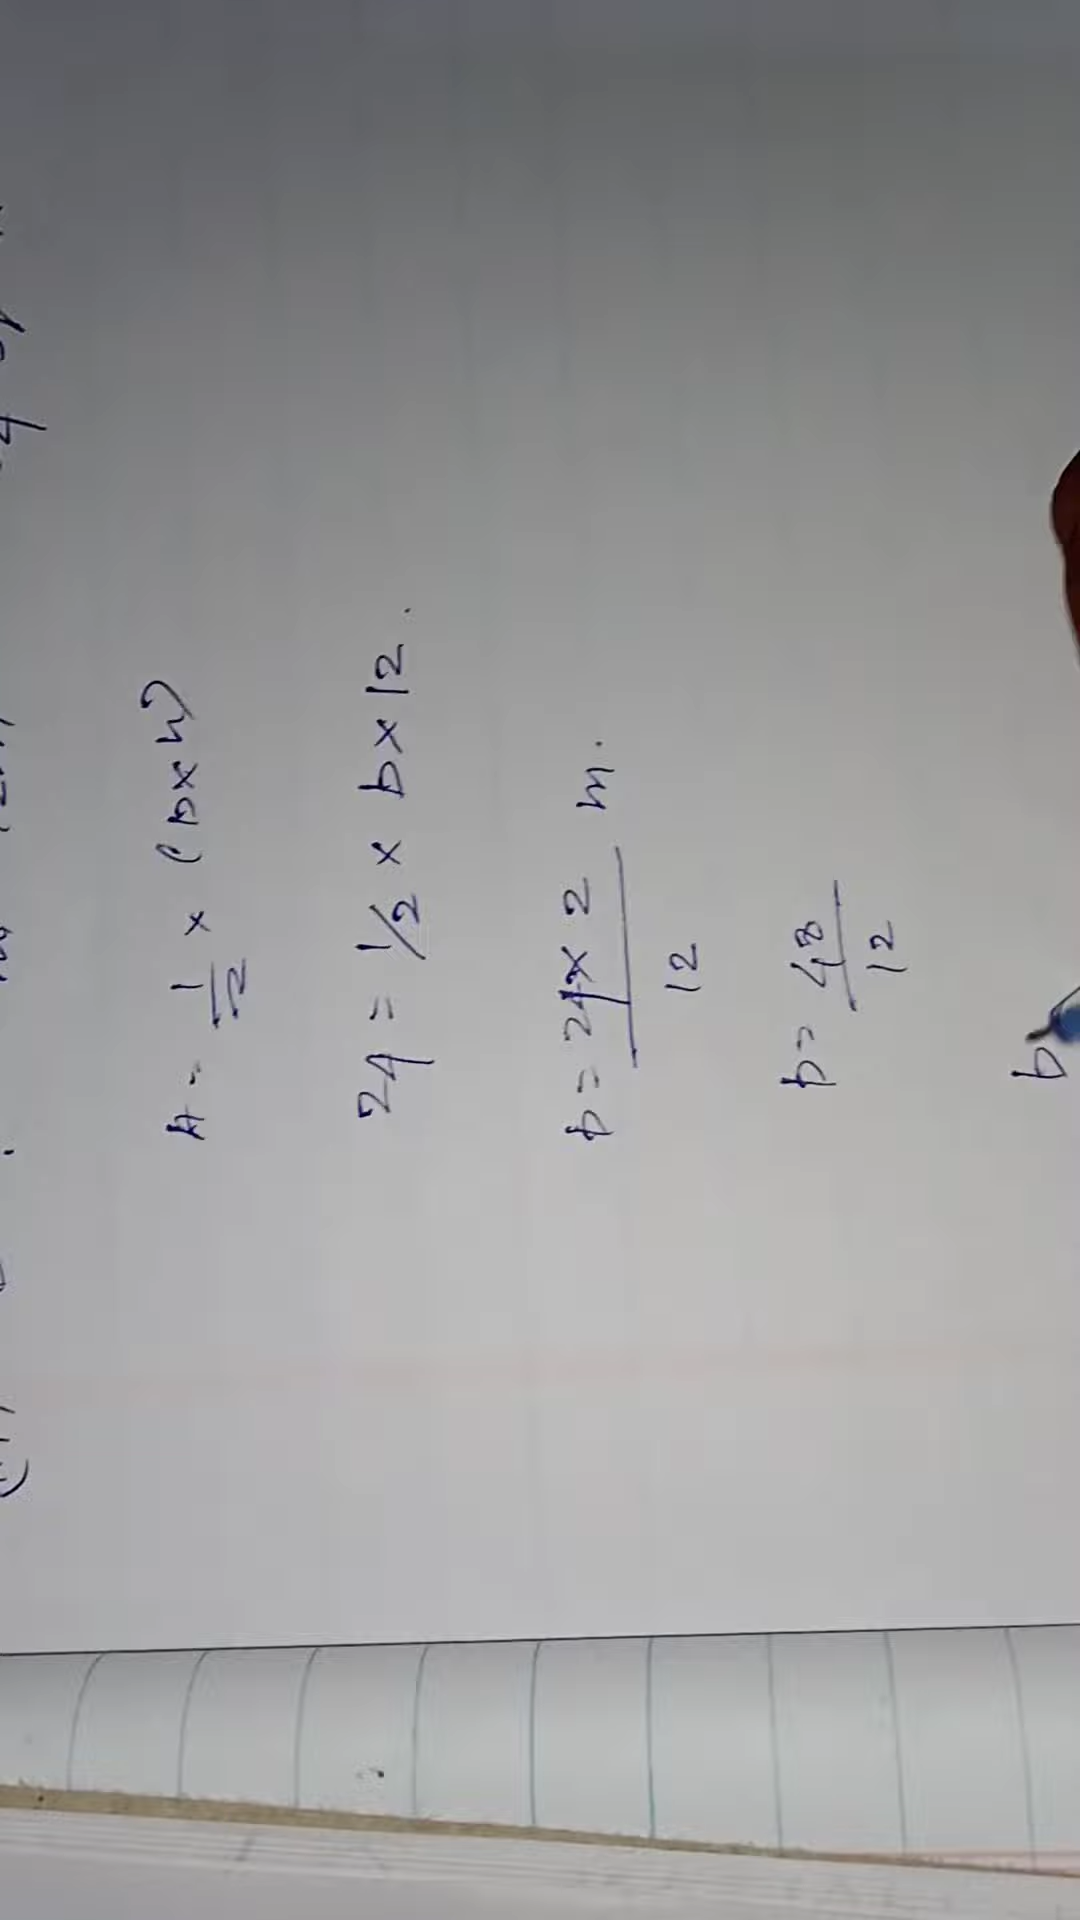 A = 1/2 × (b×h)
24 = 1/2 × b×12.
b = 24×2/12 m.
b = 48/12
b